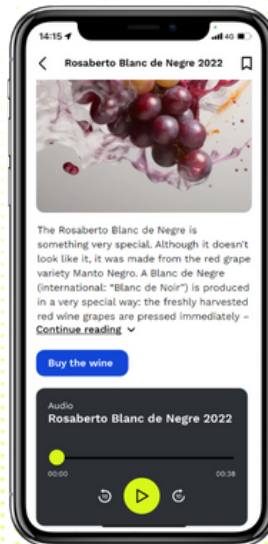 14:15
4G
Rosaberto Blanc de Negre 2022
The Rosaberto Blanc de Negre is
something very special. Although it doesn't
look like it, it was made from the red grape
variety Manto Negro. A Blanc de Negre
(international: "Blanc de Noir") is produced
in a very special way: the freshly harvested
red wine grapes are pressed immediately –
Continue reading
Buy the wine
Audio
Rosaberto Blanc de Negre 2022
00:00
00:38
10
10